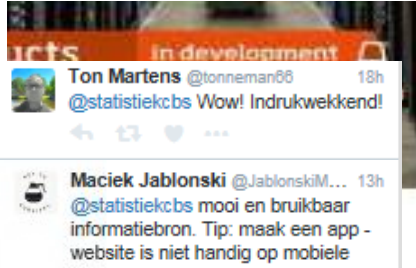 ucts in development
Ton Martens @tonneman66 18h
@statistiekcbs Wow! Indrukwekkend!
Maciek Jablonski @JablonskiM... 13h
@statistiekcbs mooi en bruikbaar
informatiebron. Tip: maak een app -
website is niet handig op mobiele